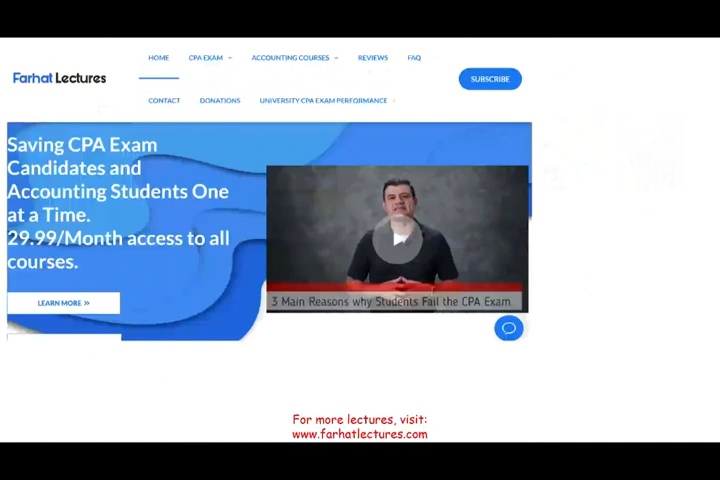 HOME
CPA EXAM
ACCOUNTING COURSES
REVIEWS
FAQ
Farhat Lectures
SUBSCRIBE
CONTACT
DONATIONS
UNIVERSITY CPA EXAM PERFORMANCE
Saving CPA Exam
Candidates and
Accounting Students One
at a Time.
29.99/Month access to all
courses.
3 Main Reasons why Students Fail the CPA Exam
LEARN MORE »
For more lectures, visit:
www.farhatlectures.com